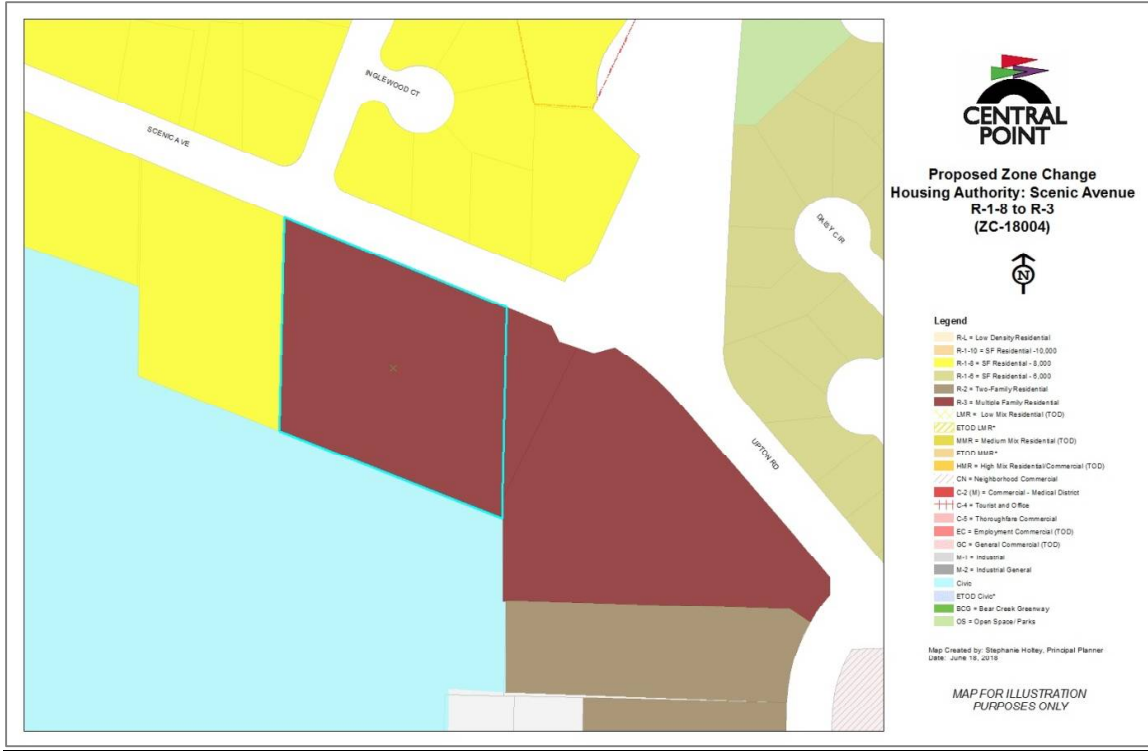 INGLEWOOD CT
SCENIC AVE
DAISY CIR
UPTON RD
CENTRAL
POINT
Proposed Zone Change
Housing Authority: Scenic Avenue
R-1-8 to R-3
(ZC-18004)
N
Legend
R-L = Low Density Residential
R-1-10 = SF Residential -10,000
R-1-8 = SF Residential - 8,000
R-1-6 = SF Residential - 6,000
R-2 = Two-Family Residential
R-3 = Multiple Family Residential
LMR = Low Mix Residential (TOD)
ETOD LMR*
MMR = Medium Mix Residential (TOD)
ETOD MMR*
HMR = High Mix Residential/Commercial (TOD)
CN = Neighborhood Commercial
C-2 (M) = Commercial - Medical District
C-4 = Tourist and Office
C-5 = Thoroughfare Commercial
EC = Employment Commercial (TOD)
GC = General Commercial (TOD)
M-1 = Industrial
M-2 = Industrial General
Civic
ETOD Civic*
BCG = Bear Creek Greenway
OS = Open Space/ Parks
Map Created by: Stephanie Holtey, Principal Planner
Date: June 18, 2018
MAP FOR ILLUSTRATION
PURPOSES ONLY